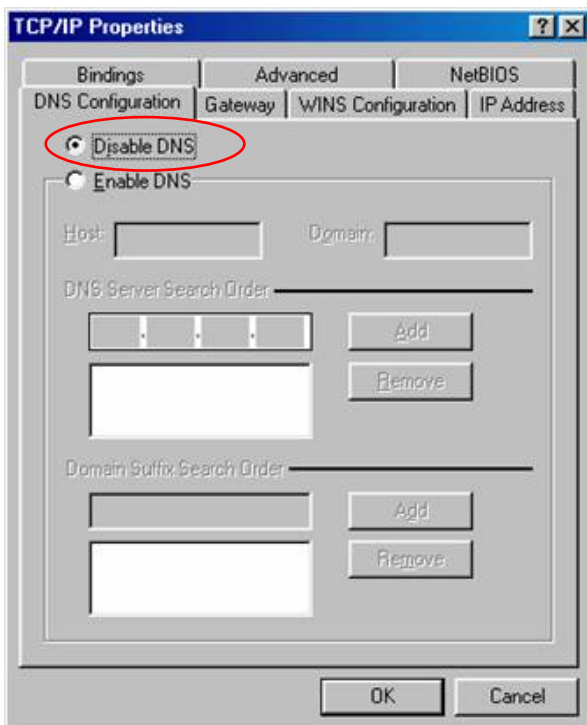 TCP/IP Properties
? X
Bindings Advanced NetBIOS
DNS Configuration Gateway WINS Configuration IP Address
Disable DNS
Enable DNS
Host: Domain:
DNS Server Search Order
. . .
Add
Remove
Domain Suffix Search Order
Add
Remove
OK Cancel